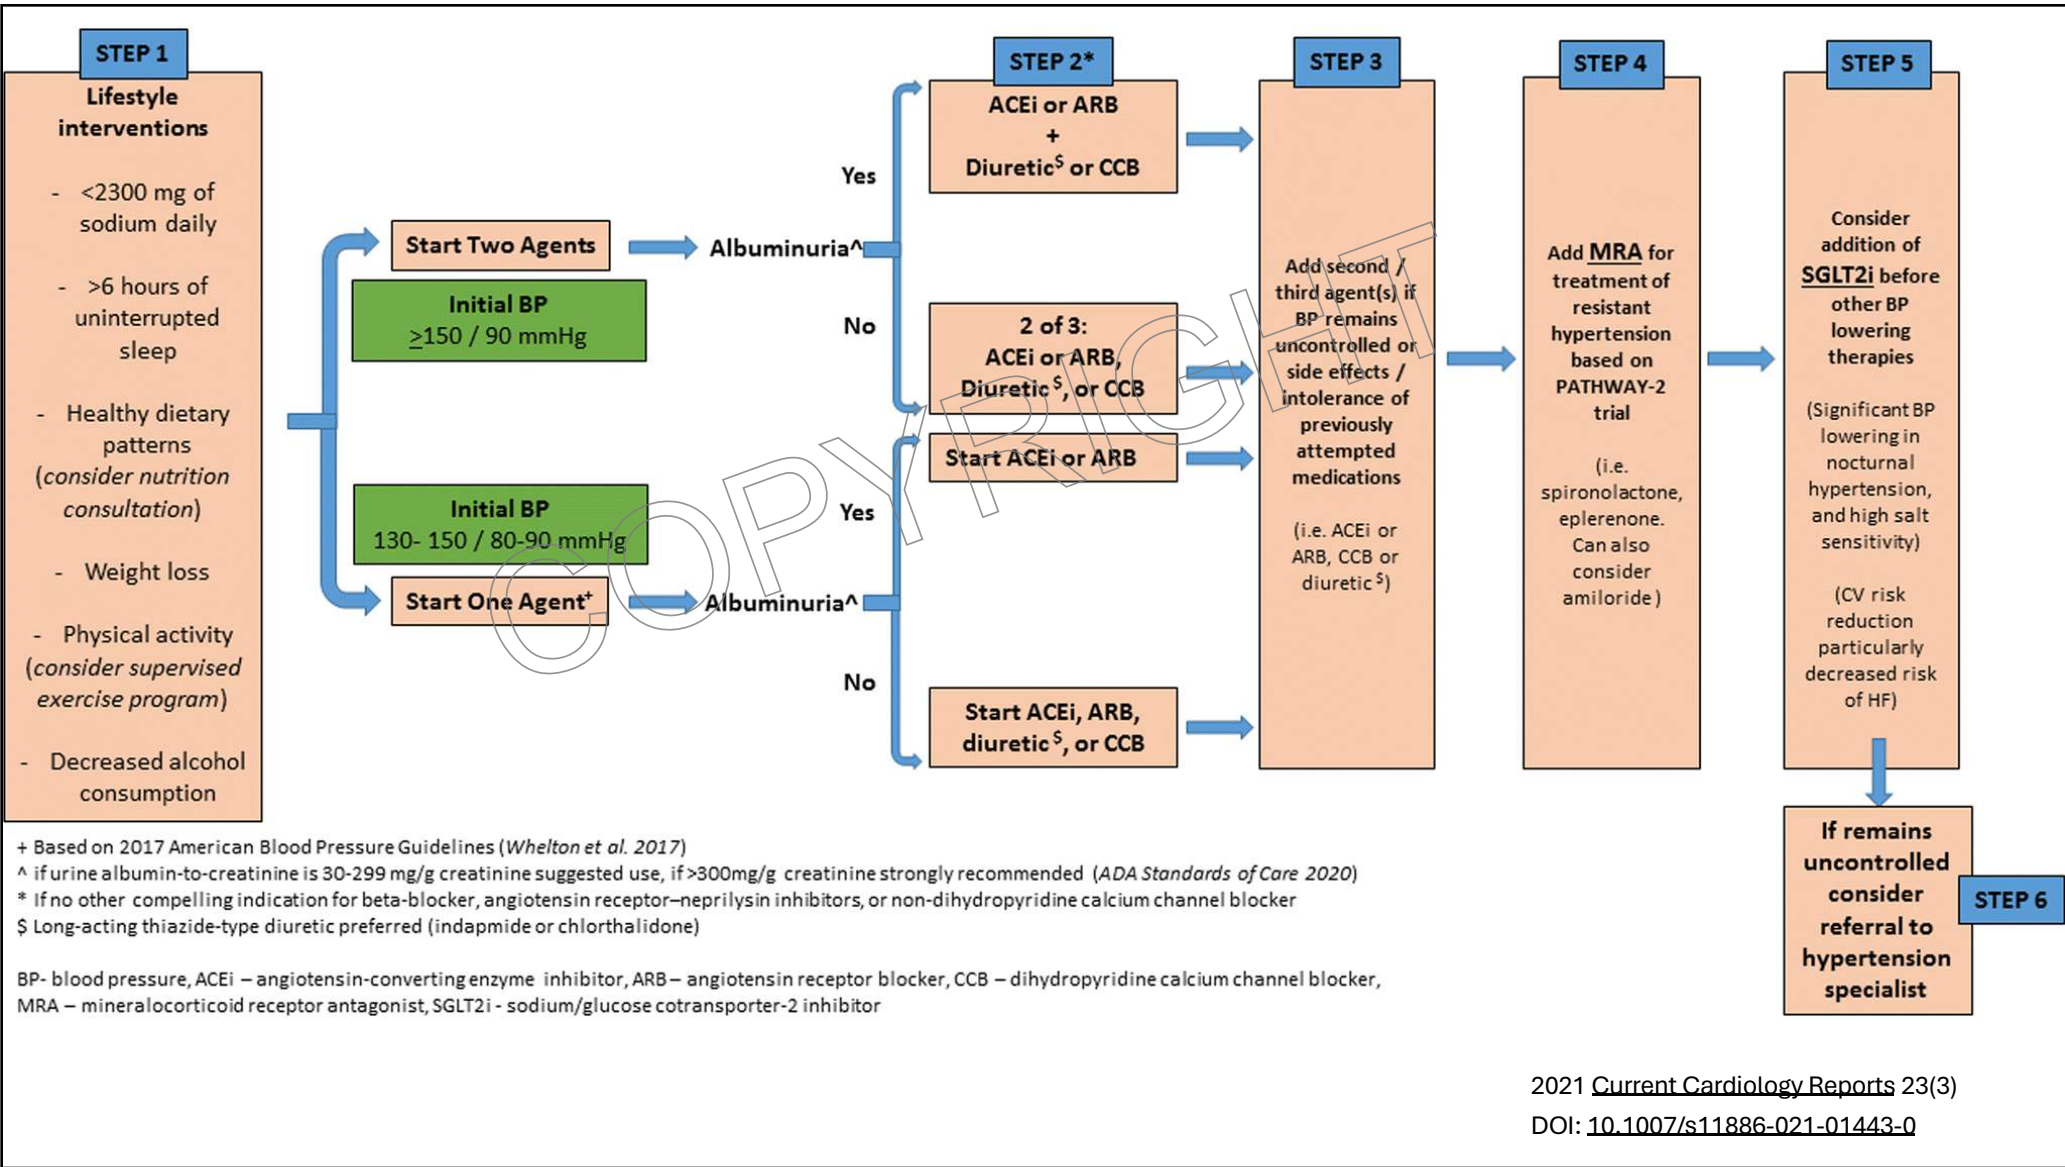 STEP 1
Lifestyle
interventions
- <2300 mg of
sodium daily
- >6 hours of
uninterrupted
sleep
- Healthy dietary
patterns
(consider nutrition
consultation)
- Weight loss
- Physical activity
(consider supervised
exercise program)
- Decreased alcohol
consumption
Start Two Agents
Initial BP
≥150 / 90 mmHg
Initial BP
130- 150 / 80-90 mmHg
Start One Agent+
Albuminuria^
Yes
No
Albuminuria^
Yes
No
STEP 2*
ACEi or ARB
+
Diuretic$ or CCB
2 of 3:
ACEi or ARB,
Diuretic $, or CCB
Start ACEi or ARB
Start ACEi, ARB,
diuretic $, or CCB
STEP 3
Add second /
third agent(s) if
BP remains
uncontrolled or
side effects /
intolerance of
previously
attempted
medications
(i.e. ACEi or
ARB, CCB or
diuretic $)
STEP 4
Add MRA for
treatment of
resistant
hypertension
based on
PATHWAY-2
trial
(i.e.
spironolactone,
eplerenone.
Can also
consider
amiloride)
STEP 5
Consider
addition of
SGLT2i before
other BP
lowering
therapies
(Significant BP
lowering in
nocturnal
hypertension,
and high salt
sensitivity)
(CV risk
reduction
particularly
decreased risk
of HF)
If remains
uncontrolled
consider
referral to
hypertension
specialist
STEP 6
COPYRIGHT
+ Based on 2017 American Blood Pressure Guidelines (Whelton et al. 2017)
^ if urine albumin-to-creatinine is 30-299 mg/g creatinine suggested use, if >300mg/g creatinine strongly recommended (ADA Standards of Care 2020)
* If no other compelling indication for beta-blocker, angiotensin receptor–neprilysin inhibitors, or non-dihydropyridine calcium channel blocker
$ Long-acting thiazide-type diuretic preferred (indapmide or chlorthalidone)
BP- blood pressure, ACEi – angiotensin-converting enzyme inhibitor, ARB – angiotensin receptor blocker, CCB – dihydropyridine calcium channel blocker,
MRA – mineralocorticoid receptor antagonist, SGLT2i - sodium/glucose cotransporter-2 inhibitor
2021 Current Cardiology Reports 23(3)
DOI: 10.1007/s11886-021-01443-0